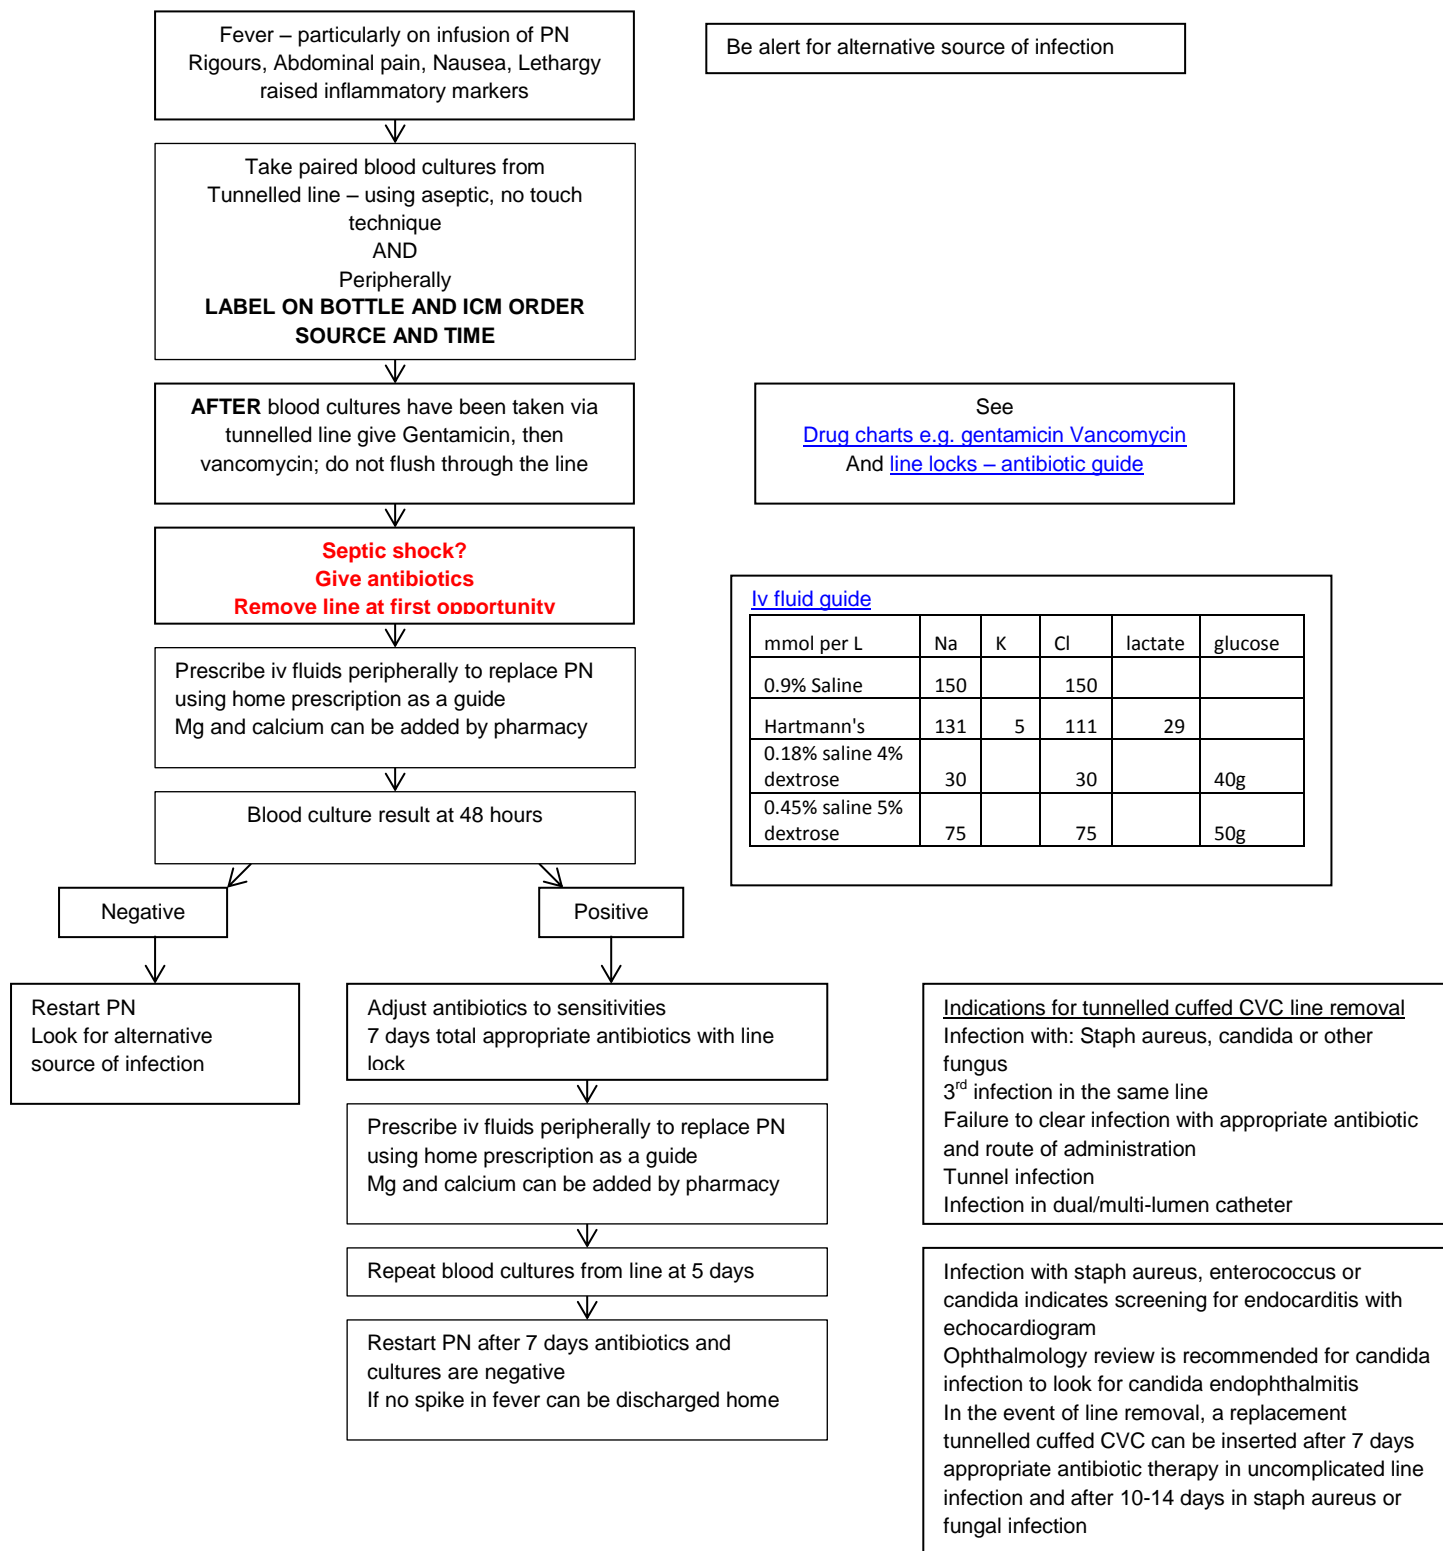 Fever – particularly on infusion of PN
Rigours, Abdominal pain, Nausea, Lethargy
raised inflammatory markers
Be alert for alternative source of infection
Take paired blood cultures from
Tunnelled line – using aseptic, no touch
technique
AND
Peripherally
LABEL ON BOTTLE AND ICM ORDER
SOURCE AND TIME
AFTER blood cultures have been taken via
tunnelled line give Gentamicin, then
vancomycin; do not flush through the line
See
Drug charts e.g. gentamicin Vancomycin
And line locks – antibiotic guide
Septic shock?
Give antibiotics
Remove line at first opportunity
Iv fluid guide
mmol per L Na K Cl lactate glucose
0.9% Saline 150 150
Hartmann's 131 5 111 29
0.18% saline 4%
dextrose 30 30 40g
0.45% saline 5%
dextrose 75 75 50g
Prescribe iv fluids peripherally to replace PN
using home prescription as a guide
Mg and calcium can be added by pharmacy
Blood culture result at 48 hours
Negative
Positive
Restart PN
Look for alternative
source of infection
Adjust antibiotics to sensitivities
7 days total appropriate antibiotics with line
lock
Prescribe iv fluids peripherally to replace PN
using home prescription as a guide
Mg and calcium can be added by pharmacy
Repeat blood cultures from line at 5 days
Restart PN after 7 days antibiotics and
cultures are negative
If no spike in fever can be discharged home
Indications for tunnelled cuffed CVC line removal
Infection with: Staph aureus, candida or other
fungus
3rd infection in the same line
Failure to clear infection with appropriate antibiotic
and route of administration
Tunnel infection
Infection in dual/multi-lumen catheter
Infection with staph aureus, enterococcus or
candida indicates screening for endocarditis with
echocardiogram
Ophthalmology review is recommended for candida
infection to look for candida endophthalmitis
In the event of line removal, a replacement
tunnelled cuffed CVC can be inserted after 7 days
appropriate antibiotic therapy in uncomplicated line
infection and after 10-14 days in staph aureus or
fungal infection